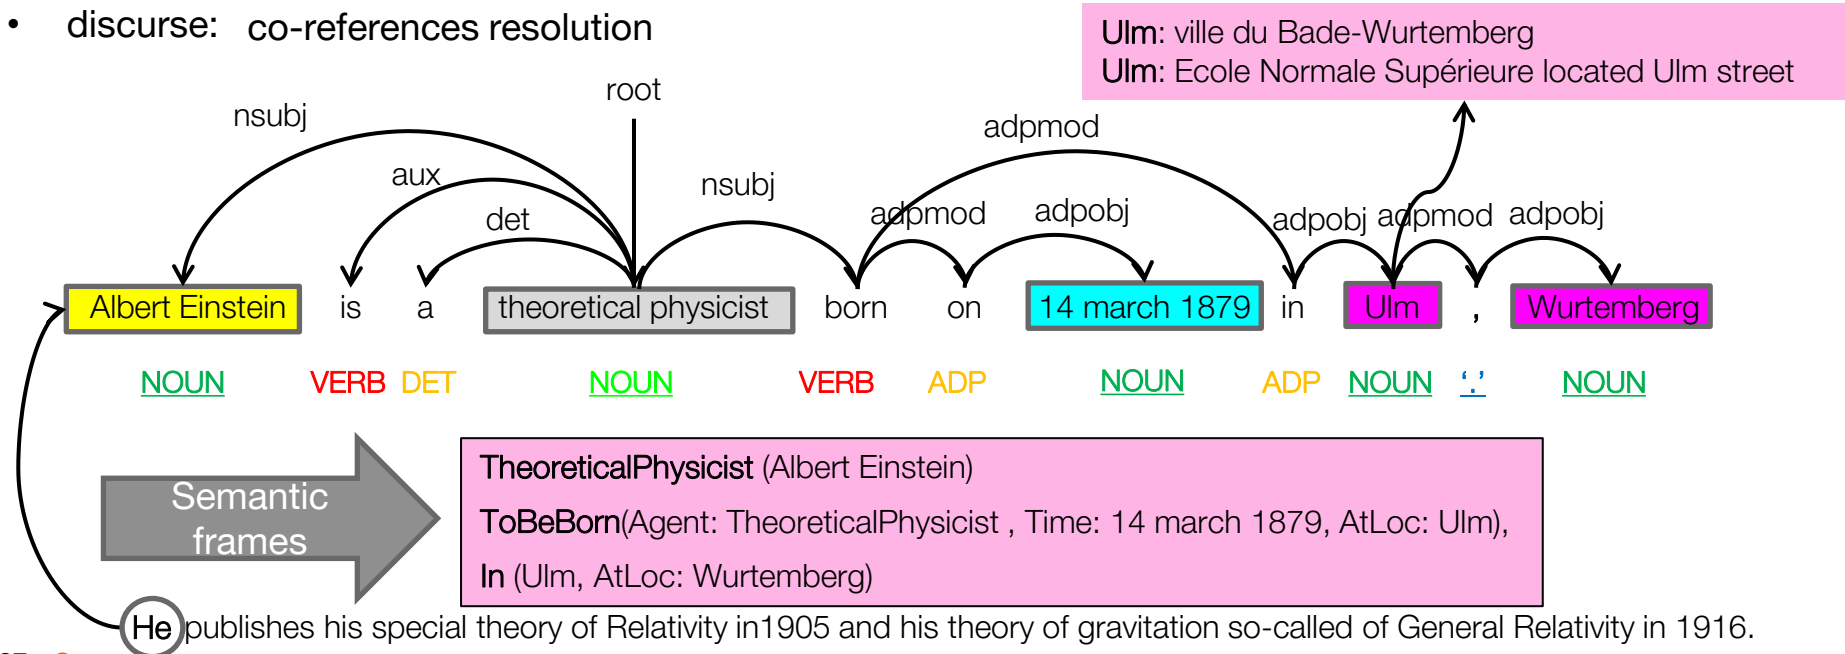 • discurse: co-references resolution
Ulm: ville du Bade-Wurtemberg
Ulm: Ecole Normale Supérieure located Ulm street
root
nsubj
adpmod
aux
nsubj
det
adpmod
adpobj
adpobj
adpmod
adpobj
Albert Einstein is a theoretical physicist born on 14 march 1879 in Ulm , Wurtemberg
NOUN VERB DET NOUN VERB ADP NOUN ADP NOUN ‘.’ NOUN
Semantic
frames
TheoreticalPhysicist (Albert Einstein)
ToBeBorn(Agent: TheoreticalPhysicist , Time: 14 march 1879, AtLoc: Ulm),
In (Ulm, AtLoc: Wurtemberg)
He publishes his special theory of Relativity in1905 and his theory of gravitation so-called of General Relativity in 1916.